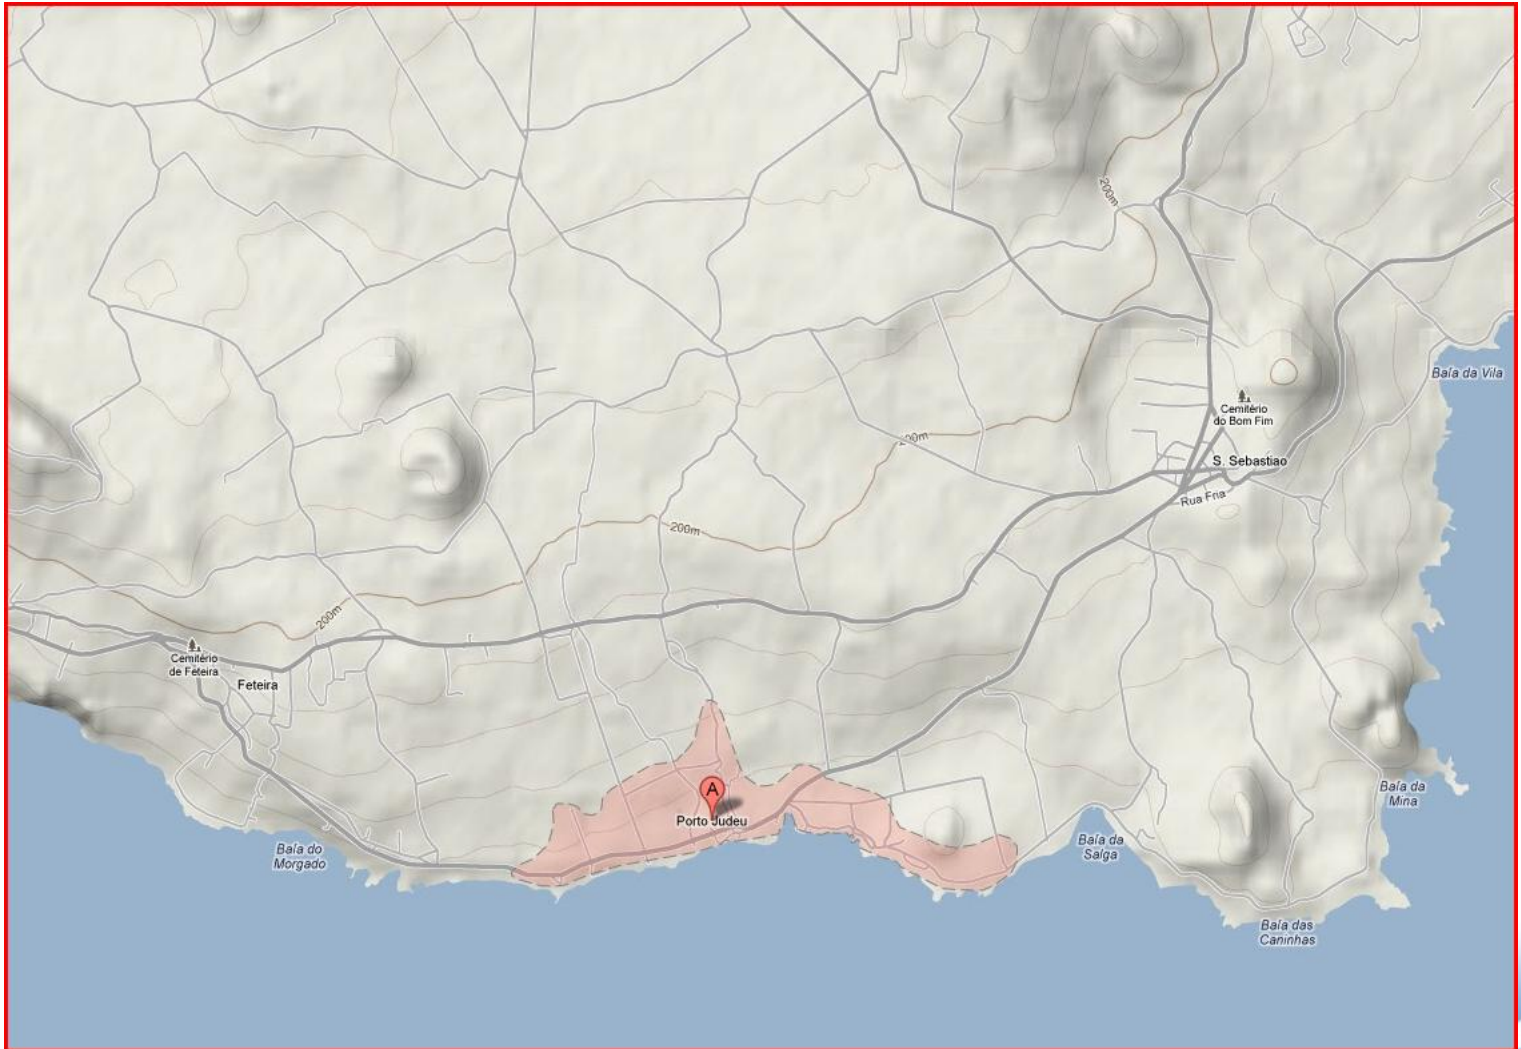 200m
Baía da Vila
Cemitério
do Bom Fim
200m
S. Sebastiao
Rua Fria
200m
200m
Cemitério
de Feteira
Feteira
A
Porto Judeu
Baía da
Mina
Baía do
Morgado
Baía da
Salga
Baía das
Caninhas